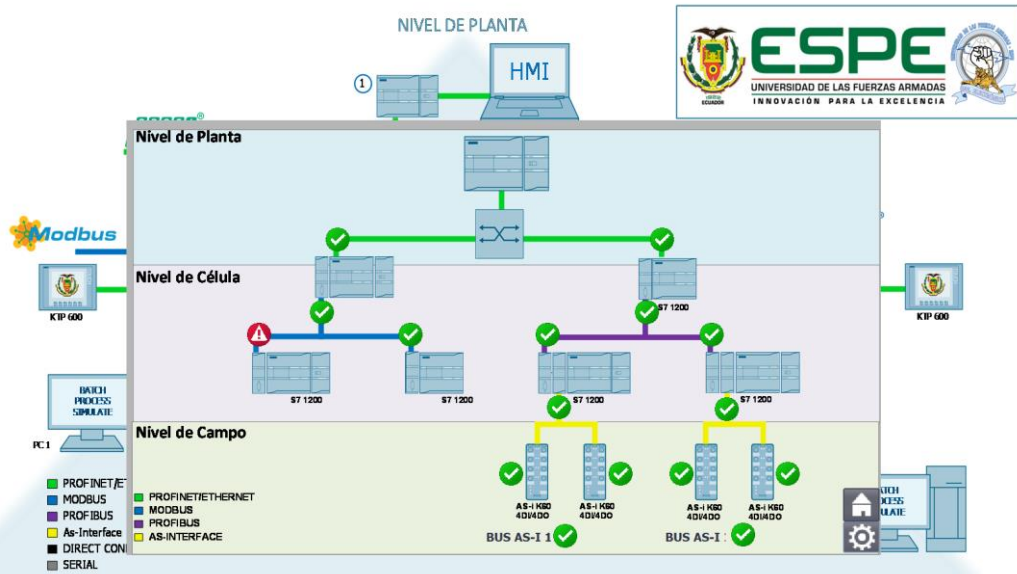 NIVEL DE PLANTA
1
HMI
ESPE
UNIVERSIDAD DE LAS FUERZAS ARMADAS
INNOVACIÓN PARA LA EXCELENCIA
ECUADOR
Nivel de Planta
Modbus
KTP 600
Nivel de Célula
S7 1200
KTP 600
S7 1200
S7 1200
S7 1200
S7 1200
BATCH
PROCESS
SIMULATE
PC 1
Nivel de Campo
PROFINET/ET
MODBUS
PROFIBUS
As-Interface
DIRECT CON
SERIAL
PROFINET/ETHERNET
MODBUS
PROFIBUS
AS-INTERFACE
AS-i K60
4DI/4DO
AS-i K60
4DI/4DO
AS-i K60
4DI/4DO
AS-i K60
4DI/4DO
BUS AS-I 1
BUS AS-I